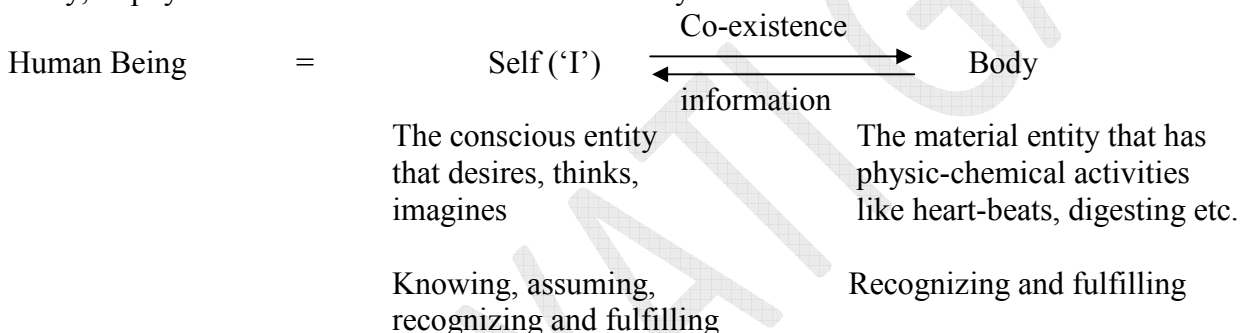 Co-existence
Human Being = Self (‘I’) Body
information
The conscious entity The material entity that has
that desires, thinks, physic-chemical activities
imagines like heart-beats, digesting etc.
Knowing, assuming, Recognizing and fulfilling
recognizing and fulfilling